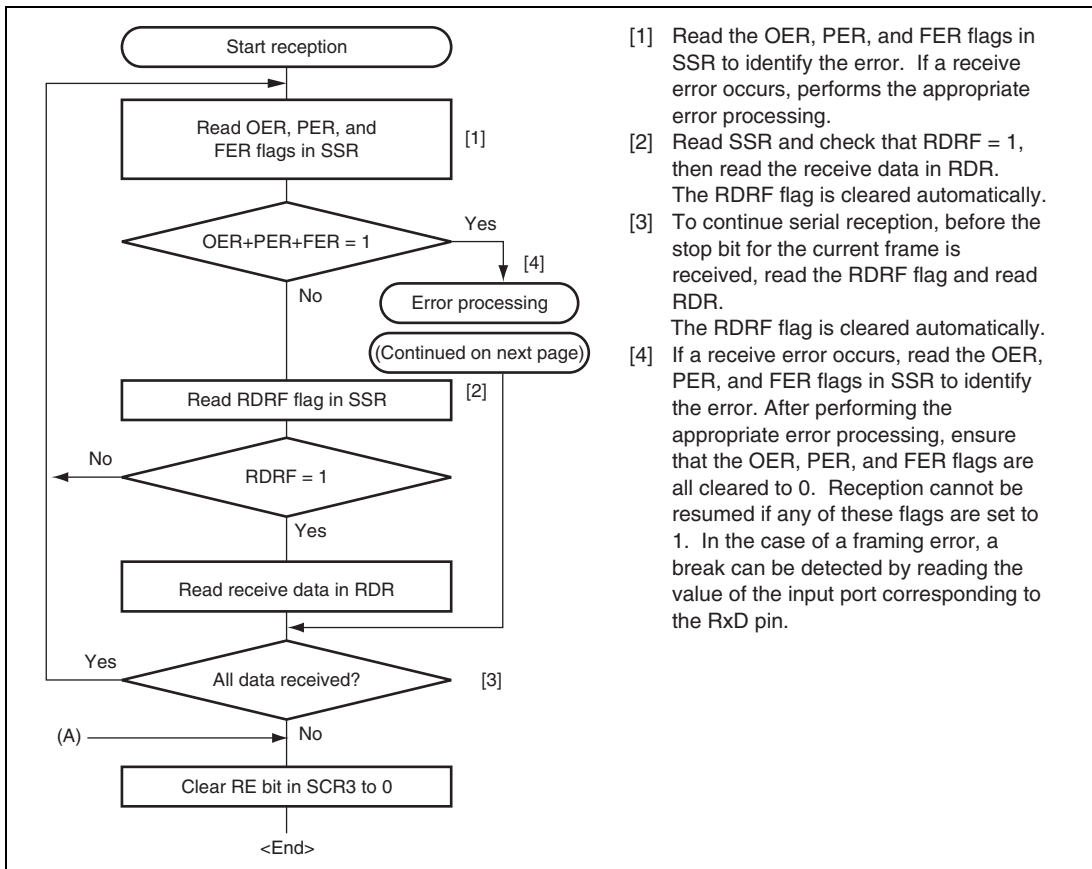 Start reception
Read OER, PER, and
FER flags in SSR
[1]
OER+PER+FER = 1
Yes
[4]
No
Error processing
(Continued on next page)
Read RDRF flag in SSR
[2]
No
RDRF = 1
Yes
Read receive data in RDR
Yes
All data received?
[3]
(A)
No
Clear RE bit in SCR3 to 0
<End>
[1] Read the OER, PER, and FER flags in
SSR to identify the error. If a receive
error occurs, performs the appropriate
error processing.
[2] Read SSR and check that RDRF = 1,
then read the receive data in RDR.
The RDRF flag is cleared automatically.
[3] To continue serial reception, before the
stop bit for the current frame is
received, read the RDRF flag and read
RDR.
The RDRF flag is cleared automatically.
[4] If a receive error occurs, read the OER,
PER, and FER flags in SSR to identify
the error. After performing the
appropriate error processing, ensure
that the OER, PER, and FER flags are
all cleared to 0. Reception cannot be
resumed if any of these flags are set to
1. In the case of a framing error, a
break can be detected by reading the
value of the input port corresponding to
the RxD pin.